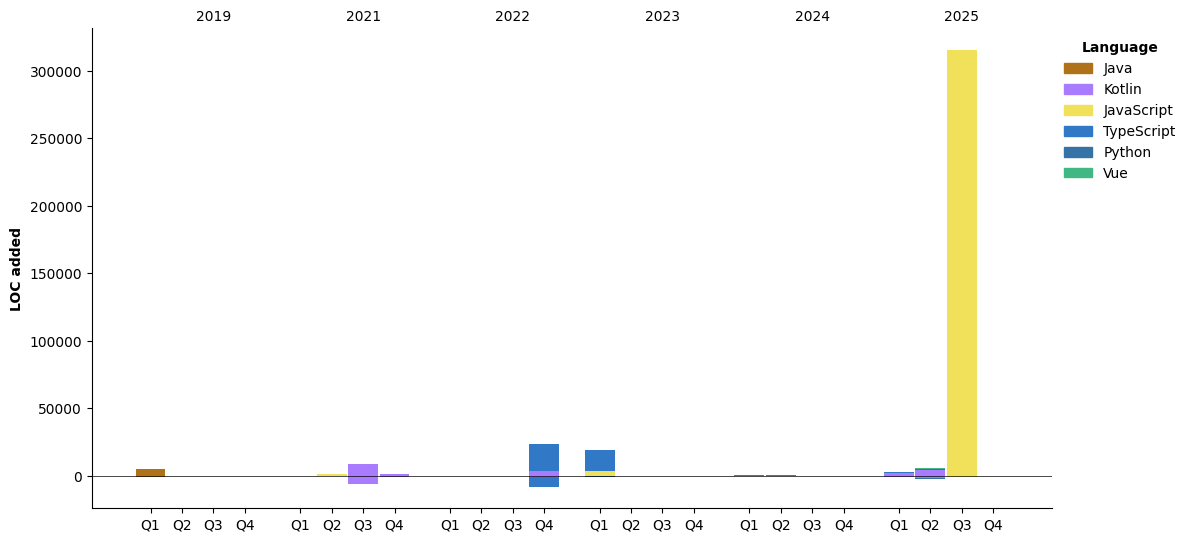 2019 2021 2022 2023 2024 2025
LOC added
300000
250000
200000
150000
100000
50000
0
Q1 Q2 Q3 Q4 Q1 Q2 Q3 Q4 Q1 Q2 Q3 Q4 Q1 Q2 Q3 Q4 Q1 Q2 Q3 Q4 Q1 Q2 Q3 Q4
Language
Java
Kotlin
JavaScript
TypeScript
Python
Vue